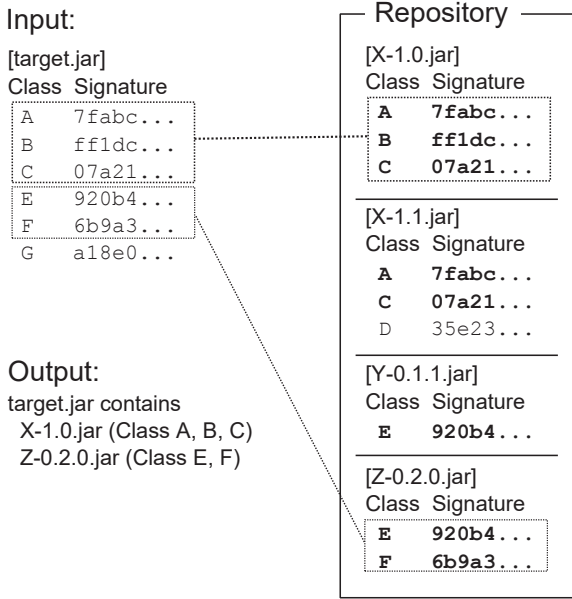 Input:
[target.jar]
Class Signature
A 7fabc...
B ff1dc...
C 07a21...
E 920b4...
F 6b9a3...
G a18e0...
Output:
target.jar contains
X-1.0.jar (Class A, B, C)
Z-0.2.0.jar (Class E, F)
Repository
[X-1.0.jar]
Class Signature
A 7fabc...
B ff1dc...
C 07a21...
[X-1.1.jar]
Class Signature
A 7fabc...
C 07a21...
D 35e23...
[Y-0.1.1.jar]
Class Signature
E 920b4...
[Z-0.2.0.jar]
Class Signature
E 920b4...
F 6b9a3...